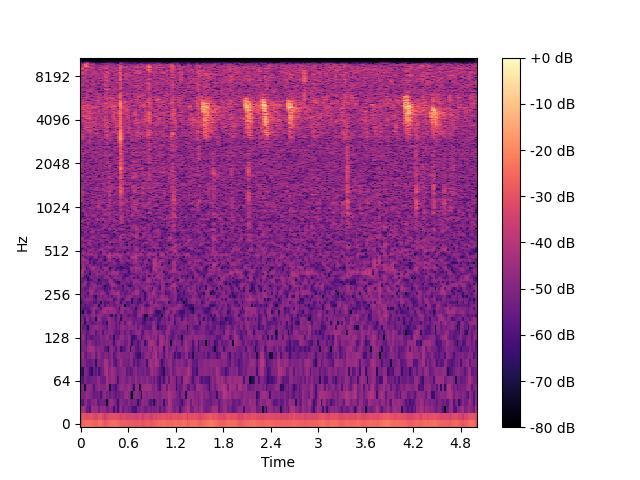 Hz
8192
4096
2048
1024
512
256
128
64
0
0 0.6 1.2 1.8 2.4 3 3.6 4.2 4.8
Time
+0 dB
-10 dB
-20 dB
-30 dB
-40 dB
-50 dB
-60 dB
-70 dB
-80 dB